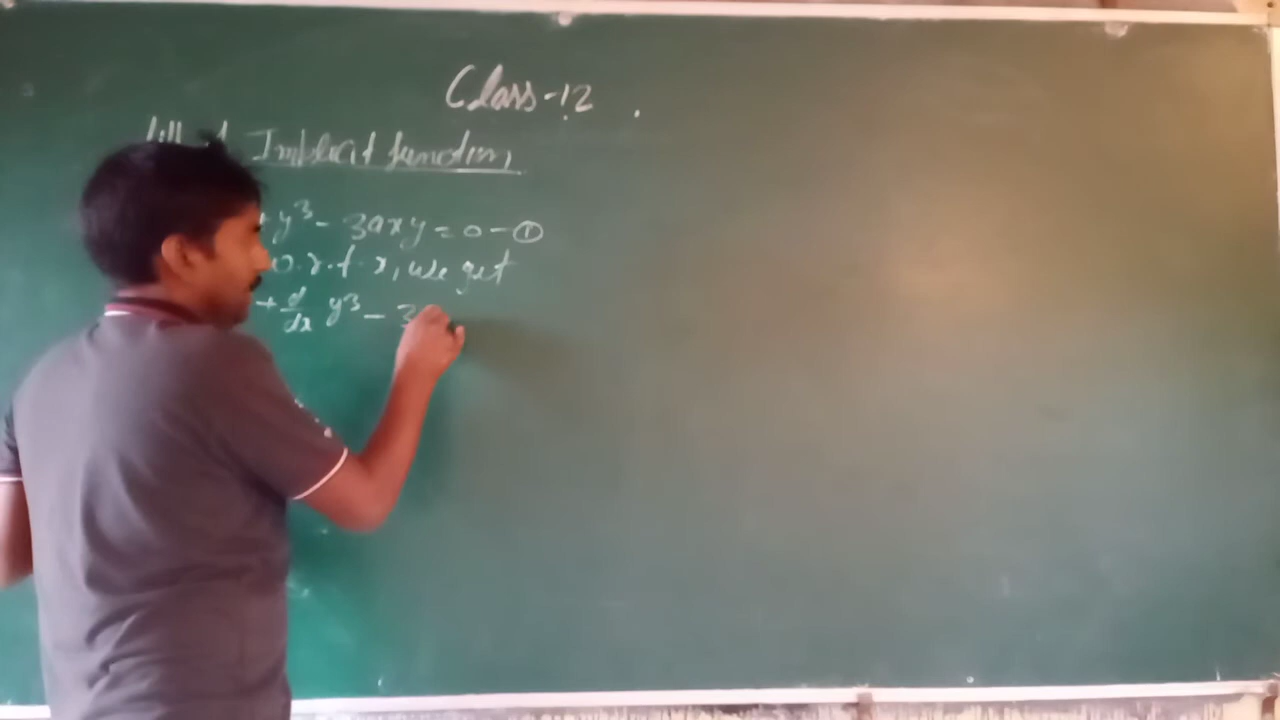 Class-12
Implicit function,
+ y³ - 3axy = 0 - ①
w.r.t. x, we get
+ d/dx y³ - 3